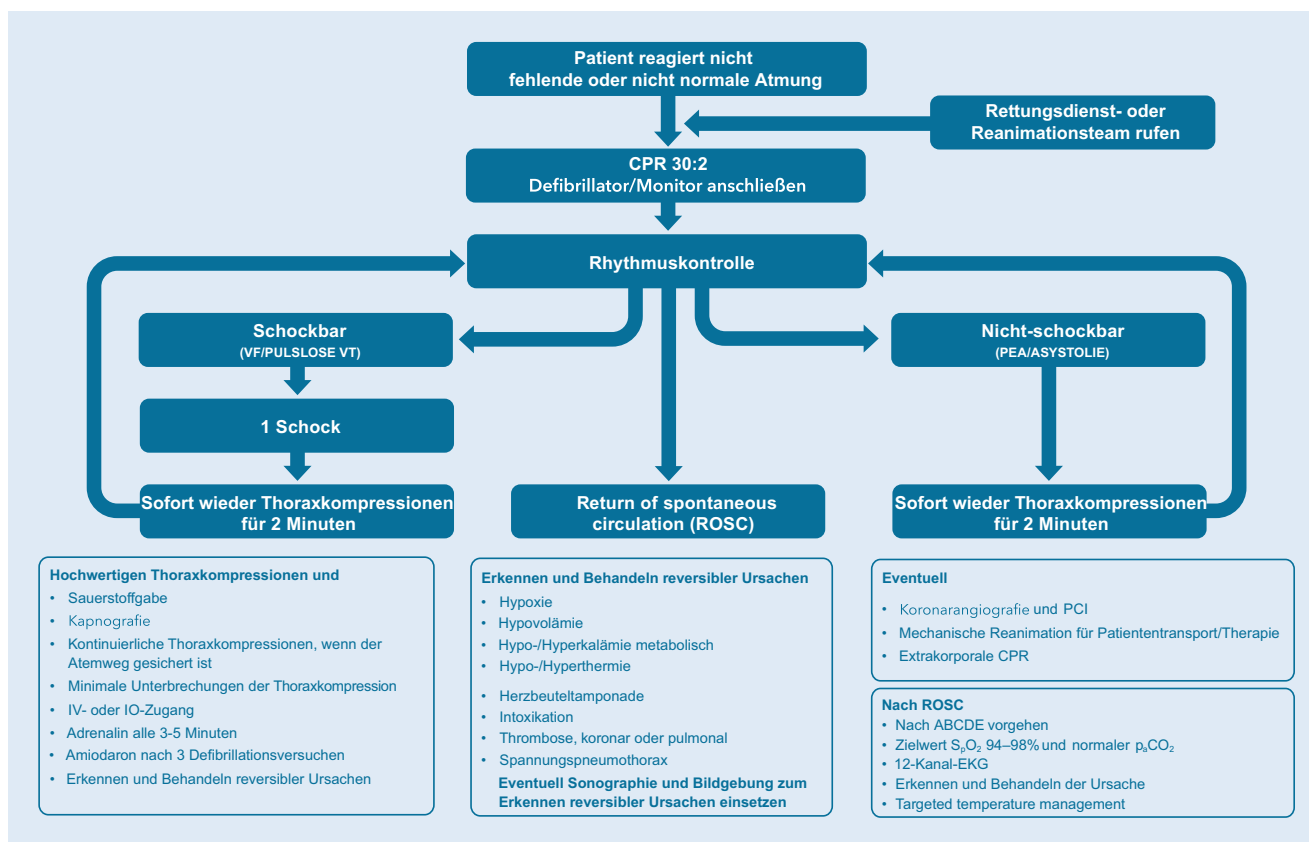 Patient reagiert nicht
fehlende oder nicht normale Atmung
Rettungsdienst- oder
Reanimationsteam rufen
CPR 30:2
Defibrillator/Monitor anschließen
Rhythmuskontrolle
Schockbar
(VF/PULSLOSE VT)
Nicht-schockbar
(PEA/ASYSTOLIE)
1 Schock
Sofort wieder Thoraxkompressionen
für 2 Minuten
Return of spontaneous
circulation (ROSC)
Sofort wieder Thoraxkompressionen
für 2 Minuten
Hochwertigen Thoraxkompressionen und
• Sauerstoffgabe
• Kapnografie
• Kontinuierliche Thoraxkompressionen, wenn der
Atemweg gesichert ist
• Minimale Unterbrechungen der Thoraxkompression
• IV- oder IO-Zugang
• Adrenalin alle 3-5 Minuten
• Amiodaron nach 3 Defibrillationsversuchen
• Erkennen und Behandeln reversibler Ursachen
Erkennen und Behandeln reversibler Ursachen
• Hypoxie
• Hypovolämie
• Hypo-/Hyperkalämie metabolisch
• Hypo-/Hyperthermie
• Herzbeuteltamponade
• Intoxikation
• Thrombose, koronar oder pulmonal
• Spannungspneumothorax
Eventuell Sonographie und Bildgebung zum
Erkennen reversibler Ursachen einsetzen
Eventuell
• Koronarangiografie und PCI
• Mechanische Reanimation für Patiententransport/Therapie
• Extrakorporale CPR
Nach ROSC
• Nach ABCDE vorgehen
• Zielwert SpO2 94–98% und normaler paCO2
• 12-Kanal-EKG
• Erkennen und Behandeln der Ursache
• Targeted temperature management